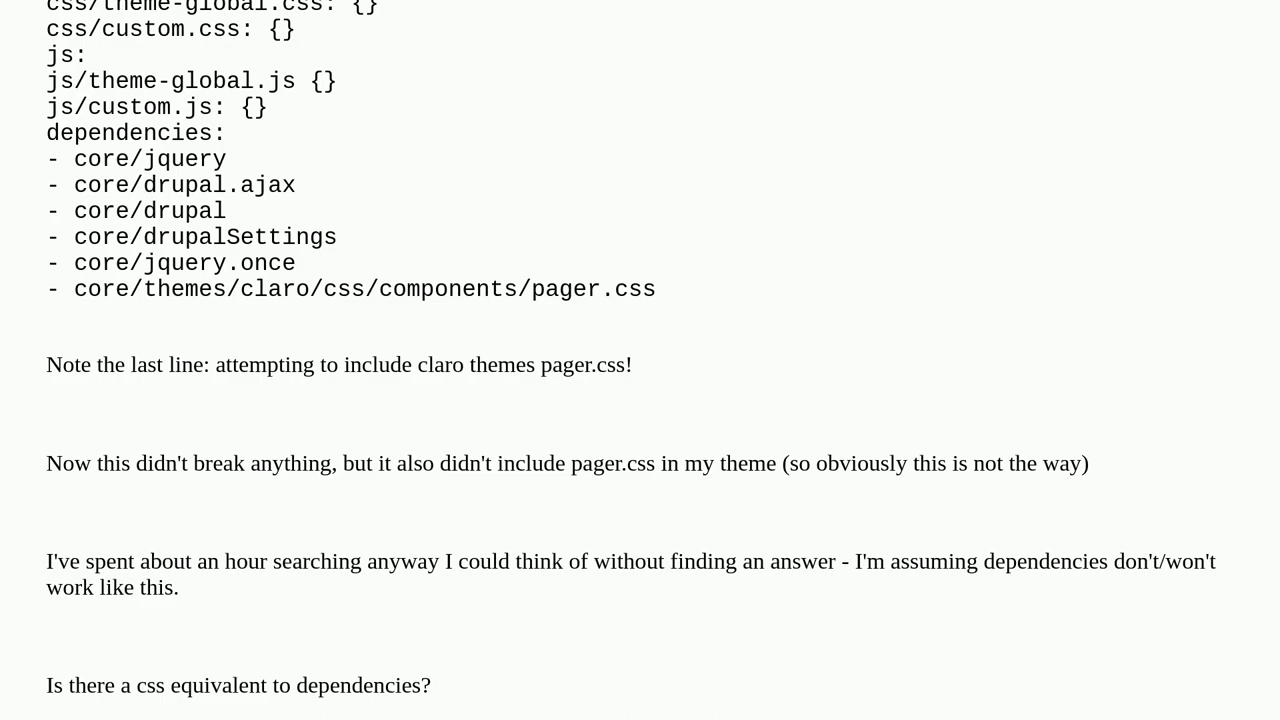 css/theme-global.css: {}
css/custom.css: {}
js:
js/theme-global.js {}
js/custom.js: {}
dependencies:
- core/jquery
- core/drupal.ajax
- core/drupal
- core/drupalSettings
- core/jquery.once
- core/themes/claro/css/components/pager.css
Note the last line: attempting to include claro themes pager.css!
Now this didn't break anything, but it also didn't include pager.css in my theme (so obviously this is not the way)
I've spent about an hour searching anyway I could think of without finding an answer - I'm assuming dependencies don't/won't
work like this.
Is there a css equivalent to dependencies?